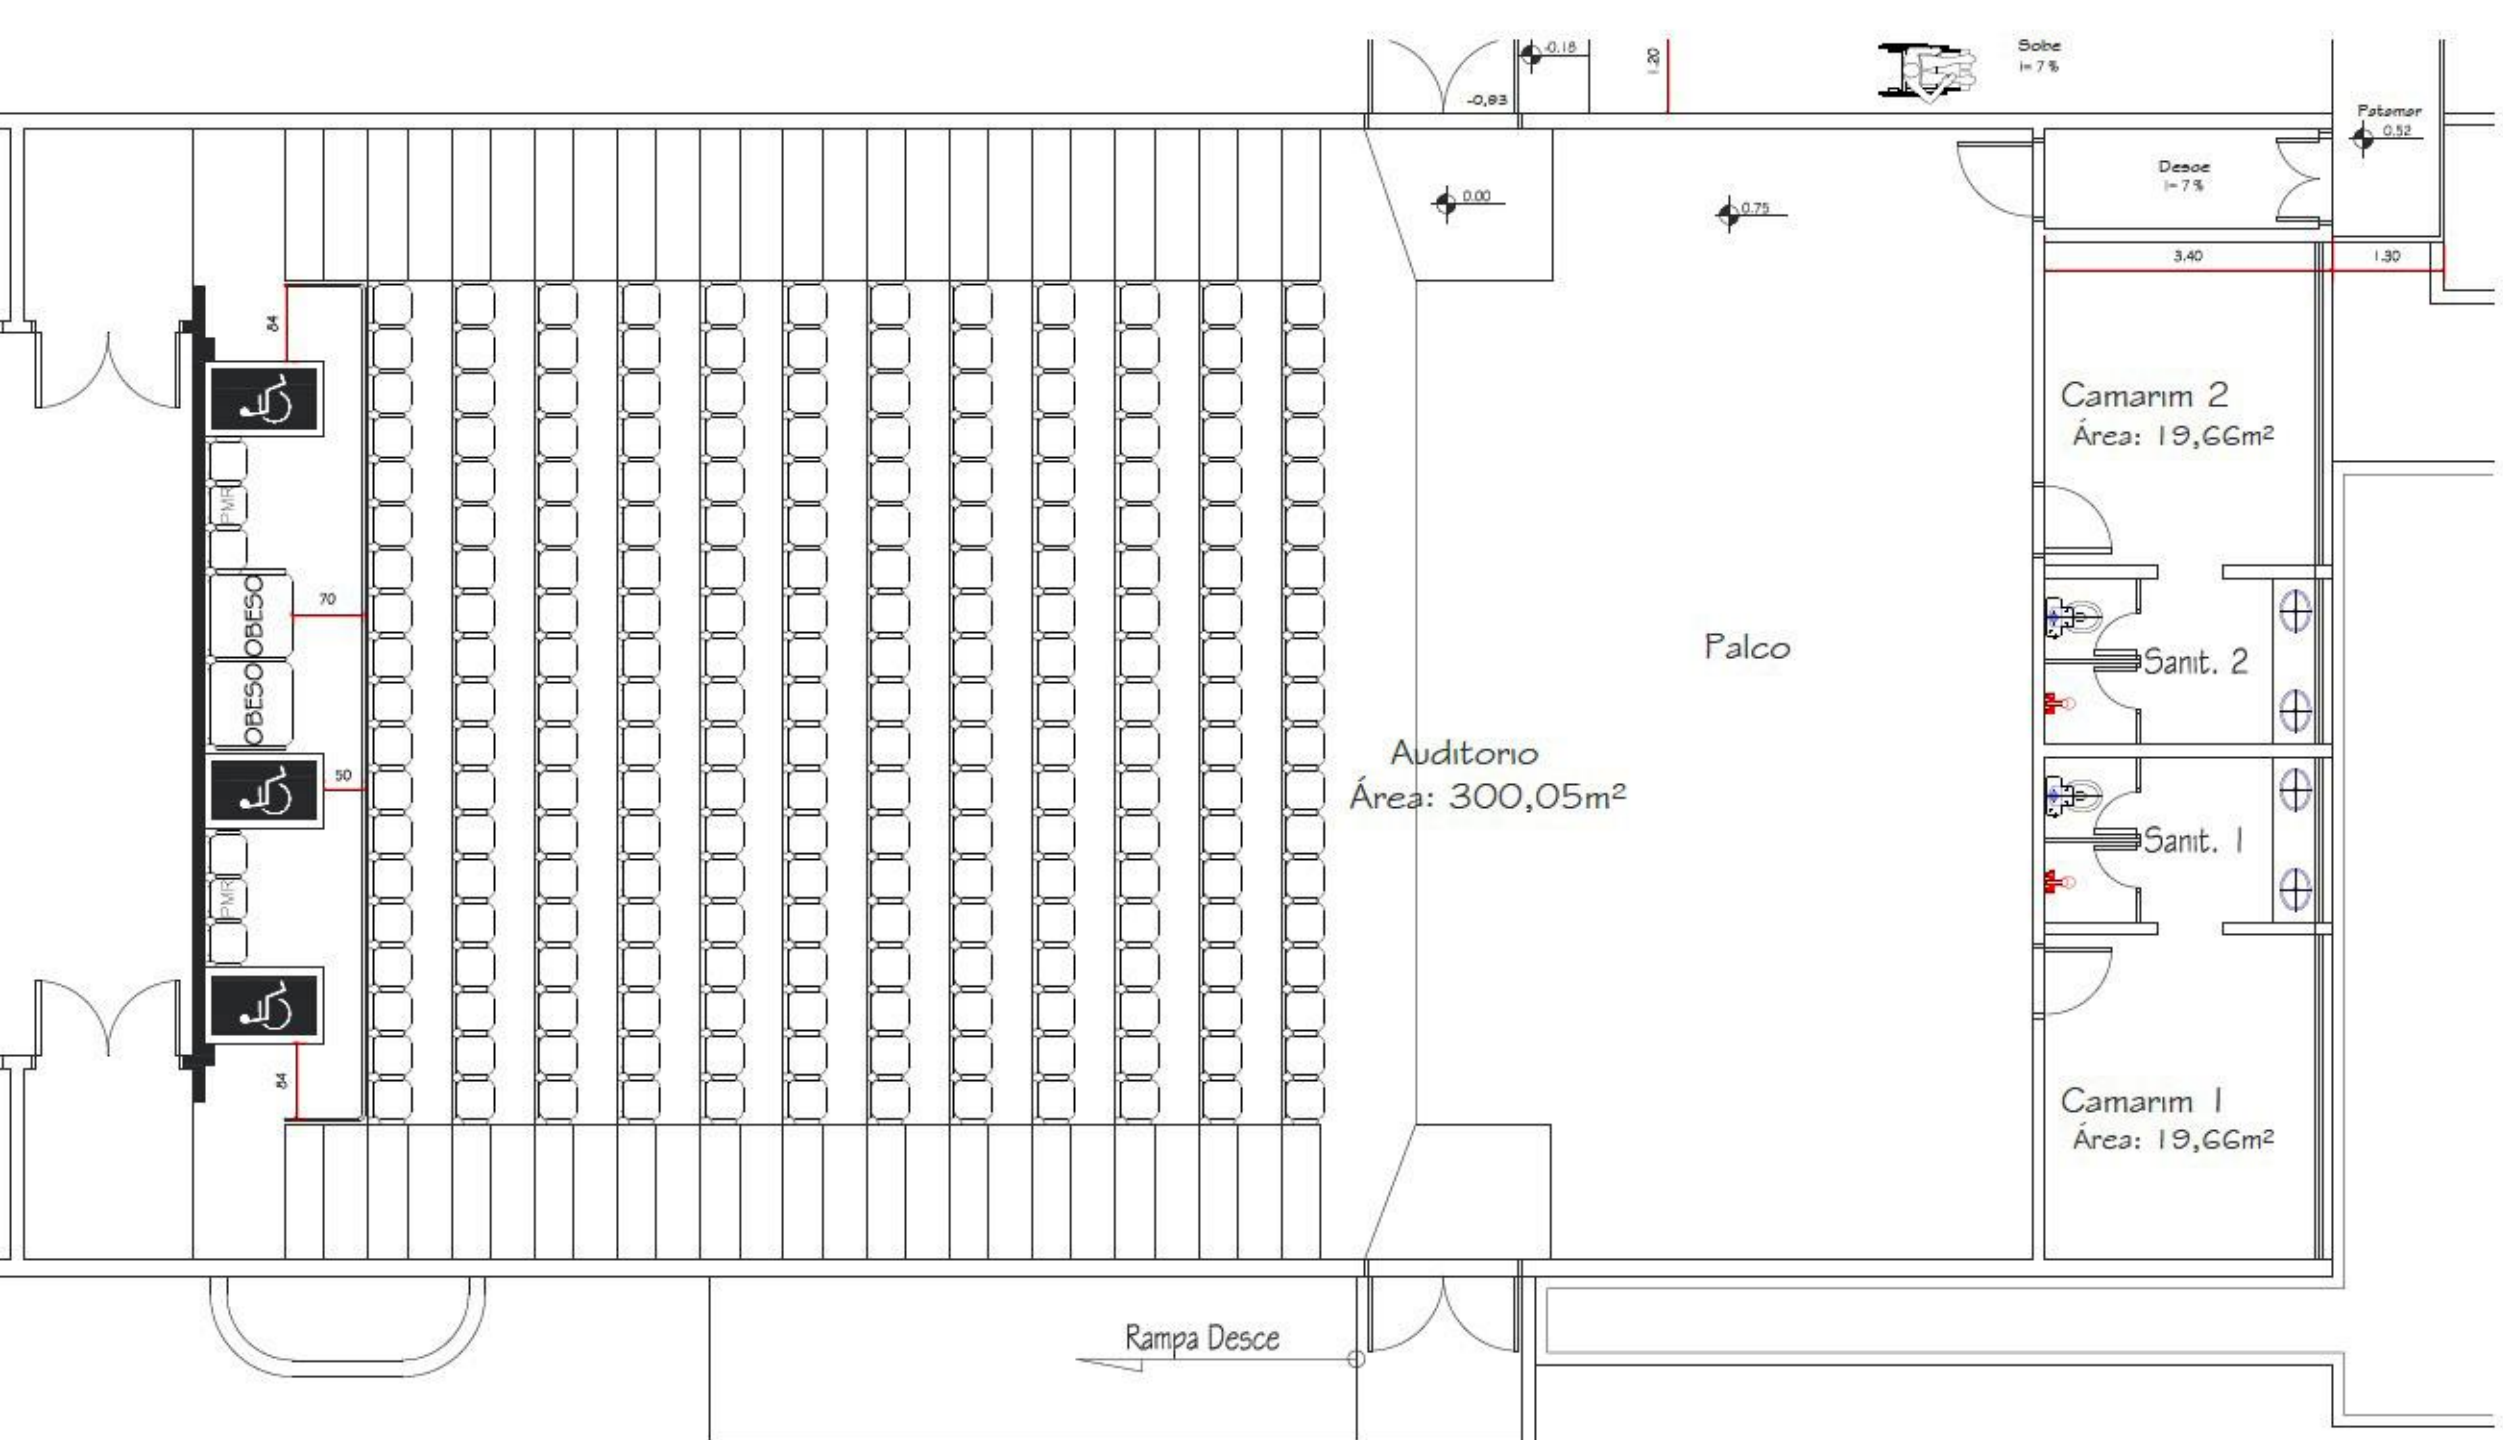 -0.18
1.20
Sobe
i= 7 %
-0,93
Patamar
0.52
Desce
i= 7 %
0.00
0.75
3.40
1.30
84
Camarim 2
Área: 19,66m²
PMR
OBESO
70
OBESO
Palco
Sanit. 2
50
Auditorio
Área: 300,05m²
Sanit. 1
PMR
84
Camarim 1
Área: 19,66m²
Rampa Desce